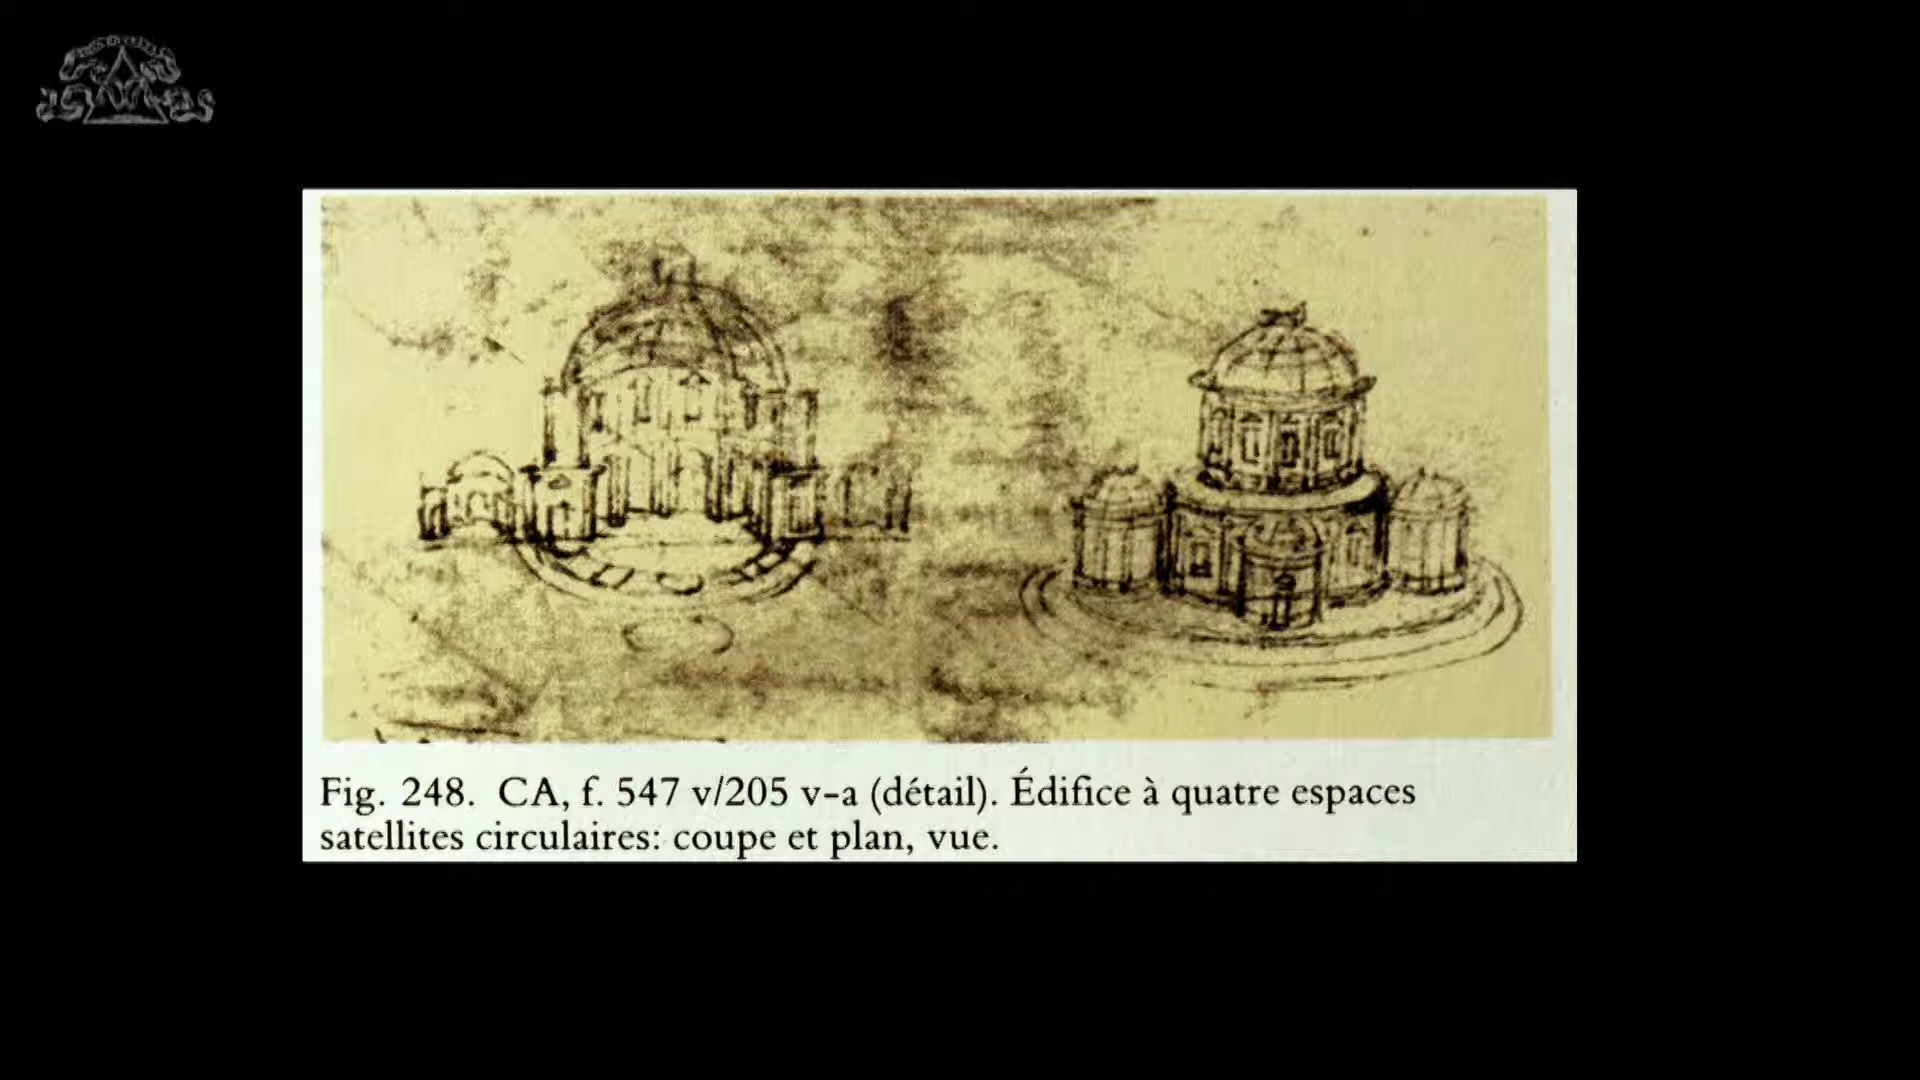 Fig. 248. CA, f. 547 v/205 v-a (détail). Édifice à quatre espaces
satellites circulaires: coupe et plan, vue.